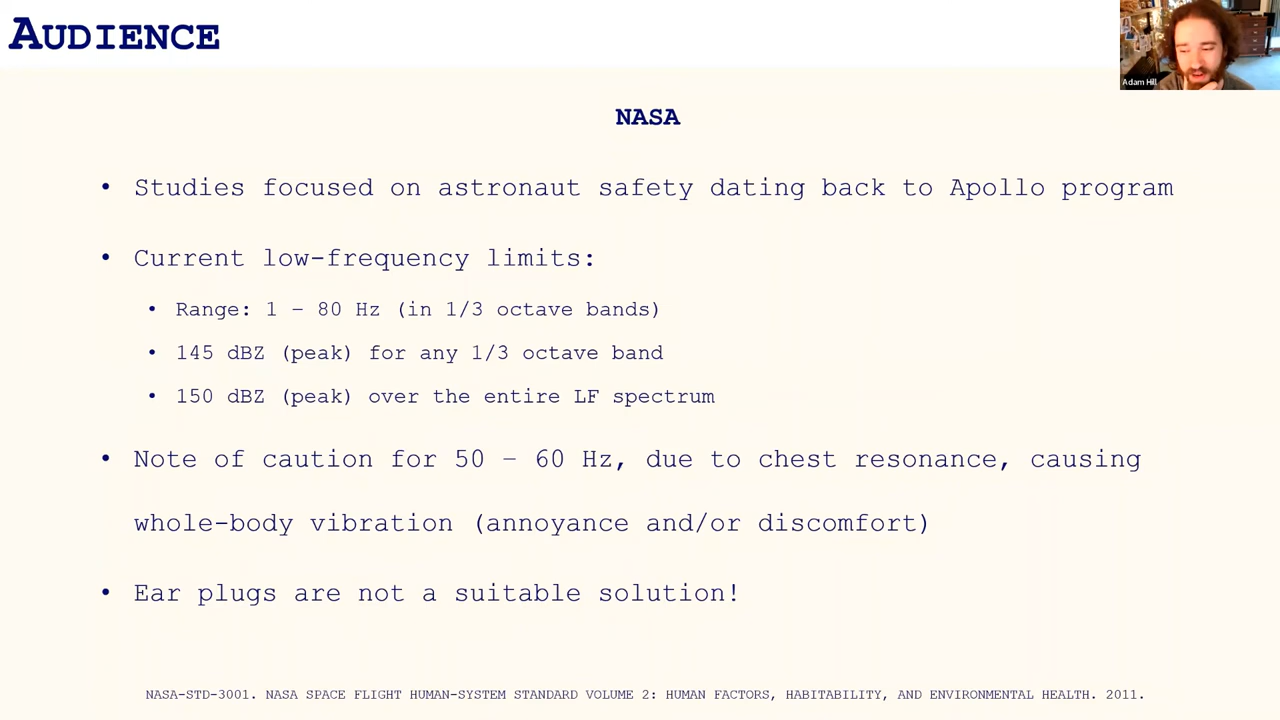 AUDIENCE
Adam Hill
NASA
• Studies focused on astronaut safety dating back to Apollo program
• Current low-frequency limits:
• Range: 1 – 80 Hz (in 1/3 octave bands)
• 145 dBZ (peak) for any 1/3 octave band
• 150 dBZ (peak) over the entire LF spectrum
• Note of caution for 50 – 60 Hz, due to chest resonance, causing
whole-body vibration (annoyance and/or discomfort)
• Ear plugs are not a suitable solution!
NASA-STD-3001. NASA SPACE FLIGHT HUMAN-SYSTEM STANDARD VOLUME 2: HUMAN FACTORS, HABITABILITY, AND ENVIRONMENTAL HEALTH. 2011.